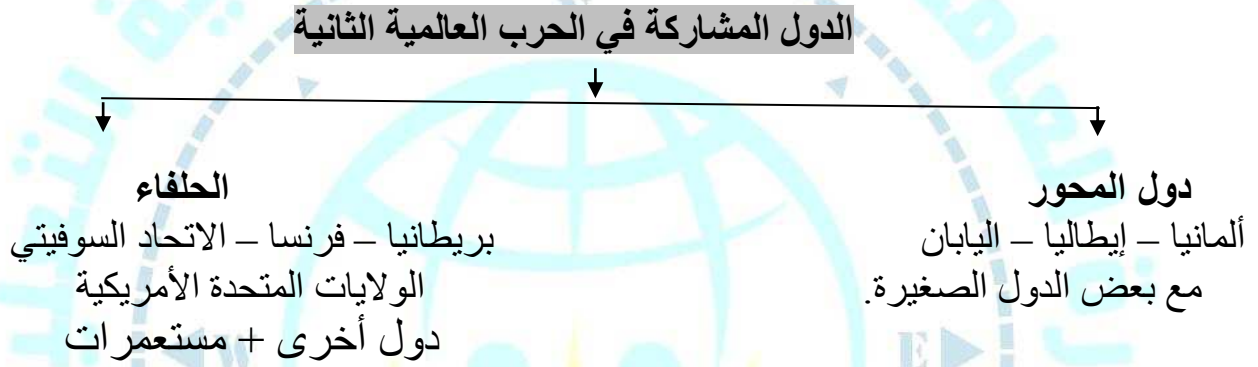 الدول المشاركة في الحرب العالمية الثانية
دول المحور
ألمانيا – إيطاليا – اليابان
مع بعض الدول الصغيرة.
الحلفاء
بريطانيا – فرنسا – الاتحاد السوفيتي
الولايات المتحدة الأمريكية
دول أخرى + مستعمرات
E